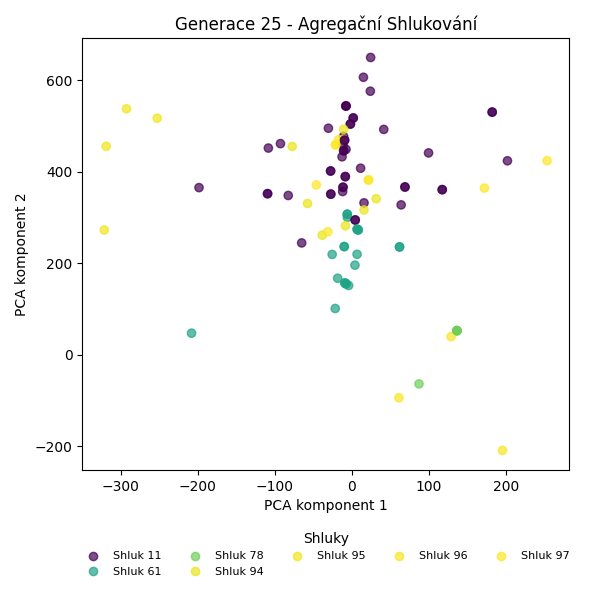 Generace 25 - Agregační Shlukování
PCA komponent 2
600
400
200
0
−200
−300
−200
−100
0
100
200
PCA komponent 1
Shluky
Shluk 11
Shluk 78
Shluk 95
Shluk 96
Shluk 97
Shluk 61
Shluk 94